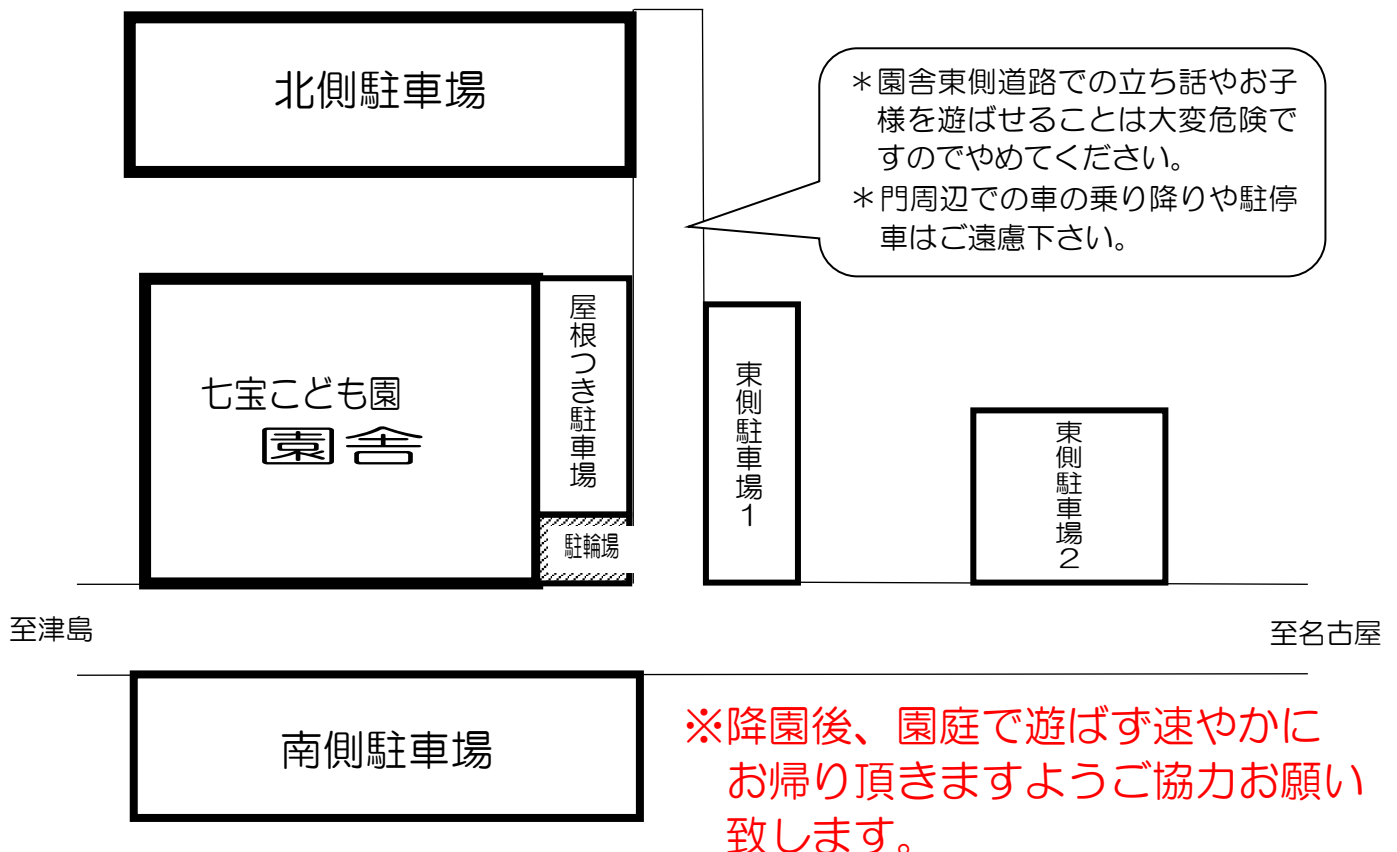 北側駐車場
＊園舎東側道路での立ち話やお子
様を遊ばせることは大変危険で
すのでやめてください。
＊門周辺での車の乗り降りや駐停
車はご遠慮下さい。
七宝こども園
園舎
屋根つき駐車場
駐輪場
東側駐車場1
東側駐車場2
至津島
至名古屋
南側駐車場
※降園後、園庭で遊ばず速やかに
お帰り頂きますようご協力お願い
致します。